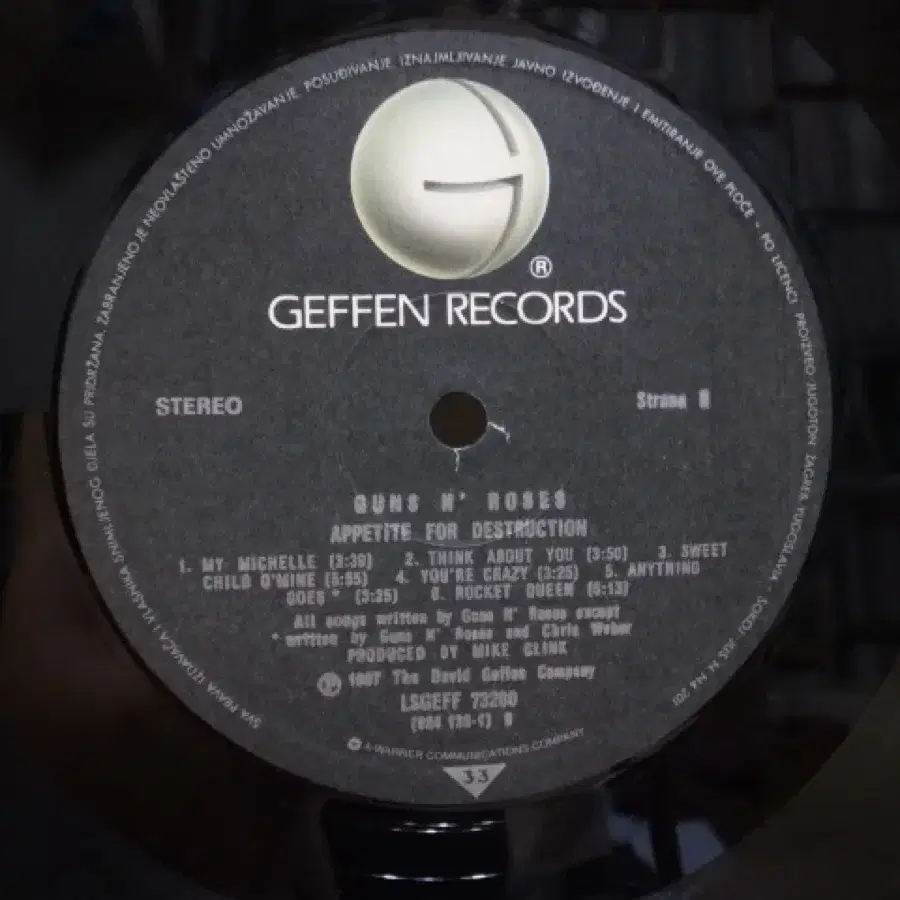 SVA PRAVA IZDAVAČA I VLASNIKA SNIMLJENOG DJELA SU PRIDRŽANA. ZABRANJENO JE NEOVLAŠTENO UMNOŽAVANJE, POSUĐIVANJE, IZNAJMLJIVANJE, JAVNO IZVOĐENJE I EMITIRANJE OVE PLOČE - PO LICENCI PROIZVEO JUGOTON ZAGREB, YUGOSLAVIA
G
®
GEFFEN RECORDS
STEREO
Strana B
GUNS N' ROSES
APPETITE FOR DESTRUCTION
1. MY MICHELLE (3:39) 2. THINK ABOUT YOU (3:50) 3. SWEET
CHILD O'MINE (5:55) 4. YOU'RE CRAZY (3:25) 5. ANYTHING
GOES * (3:25) 6. ROCKET QUEEN (6:13)
All songs written by Guns N' Roses except
* written by Guns N' Roses and Chris Weber
PRODUCED BY MIKE CLINK
℗ 1987 The David Geffen Company
LSGEFF 73200
B
A WARNER COMMUNICATIONS COMPANY
33